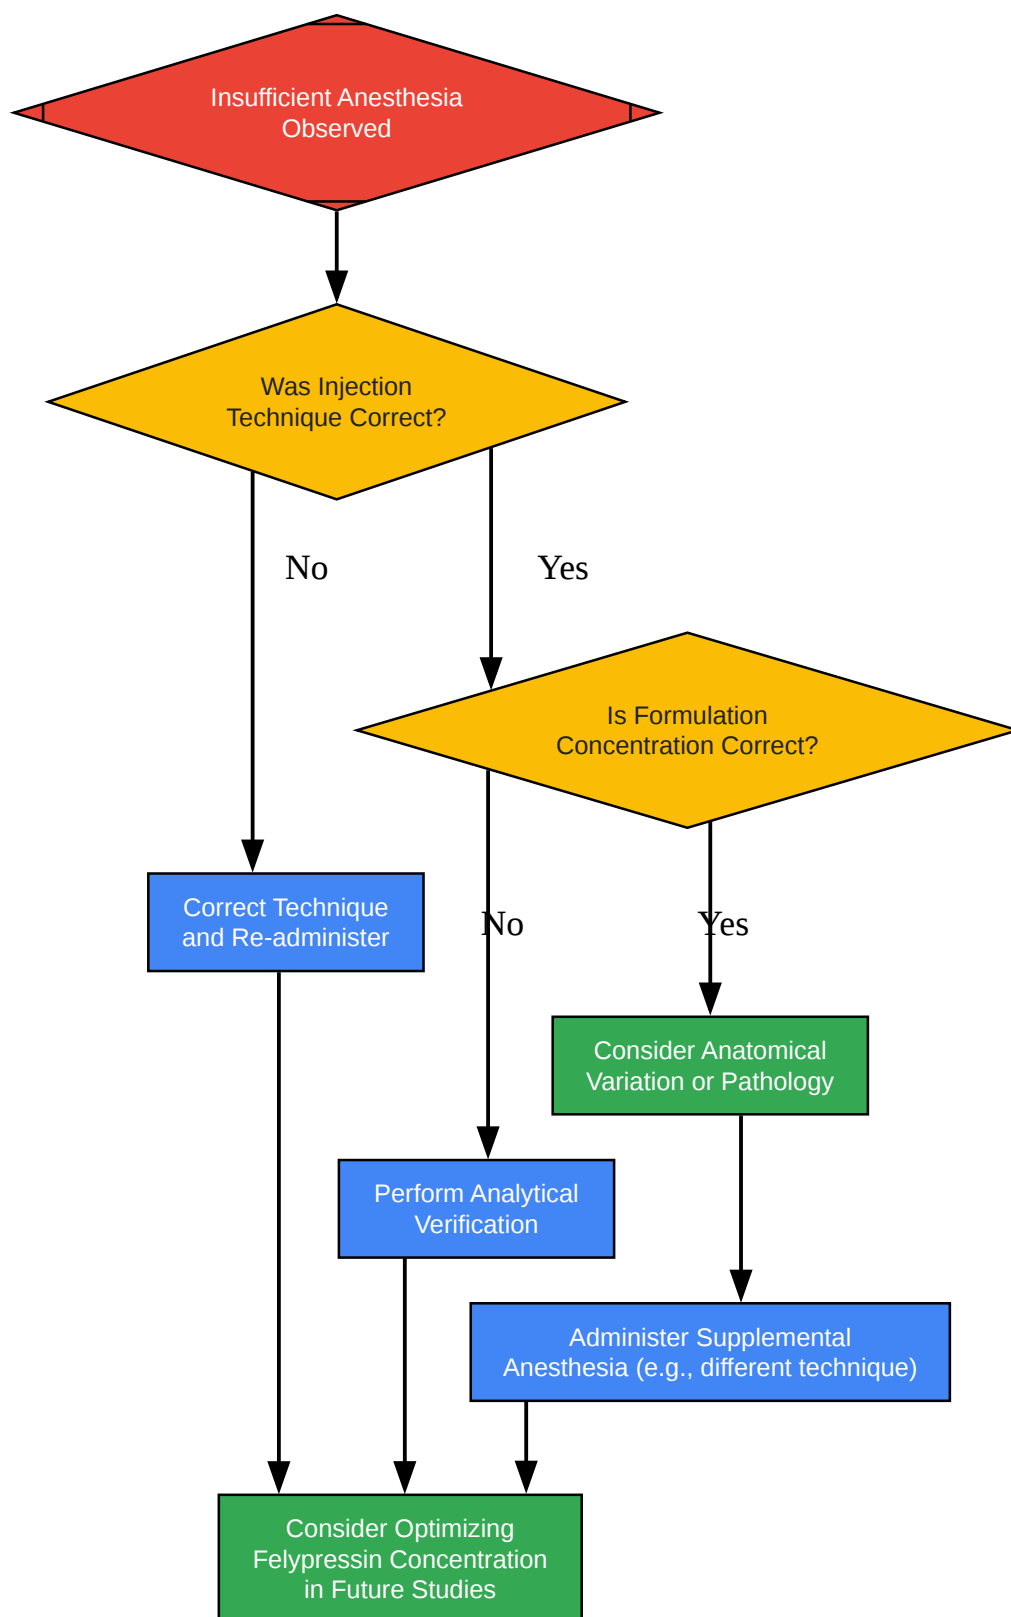 Insufficient Anesthesia
Observed
Was Injection
Technique Correct?
No
Yes
Is Formulation
Concentration Correct?
Correct Technique
and Re-administer
No
Yes
Consider Anatomical
Variation or Pathology
Perform Analytical
Verification
Administer Supplemental
Anesthesia (e.g., different technique)
Consider Optimizing
Felypressin Concentration
in Future Studies